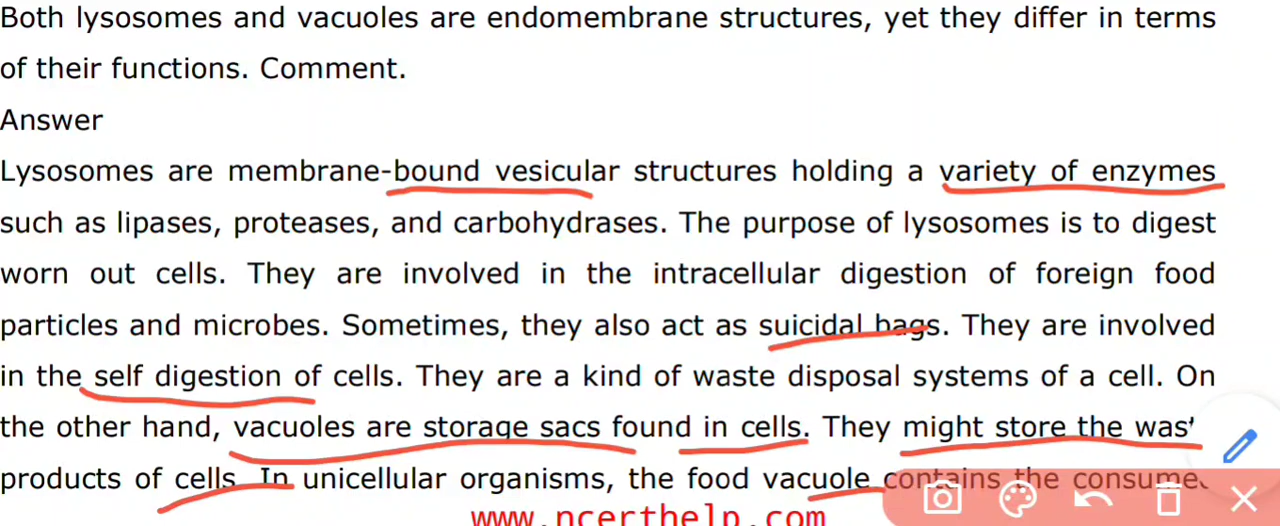 Both lysosomes and vacuoles are endomembrane structures, yet they differ in terms
of their functions. Comment.
Answer
Lysosomes are membrane-bound vesicular structures holding a variety of enzymes
such as lipases, proteases, and carbohydrases. The purpose of lysosomes is to digest
worn out cells. They are involved in the intracellular digestion of foreign food
particles and microbes. Sometimes, they also act as suicidal bags. They are involved
in the self digestion of cells. They are a kind of waste disposal systems of a cell. On
the other hand, vacuoles are storage sacs found in cells. They might store the
products of cells. In unicellular organisms, the food vacuole contains the
www.ncerthelp.com